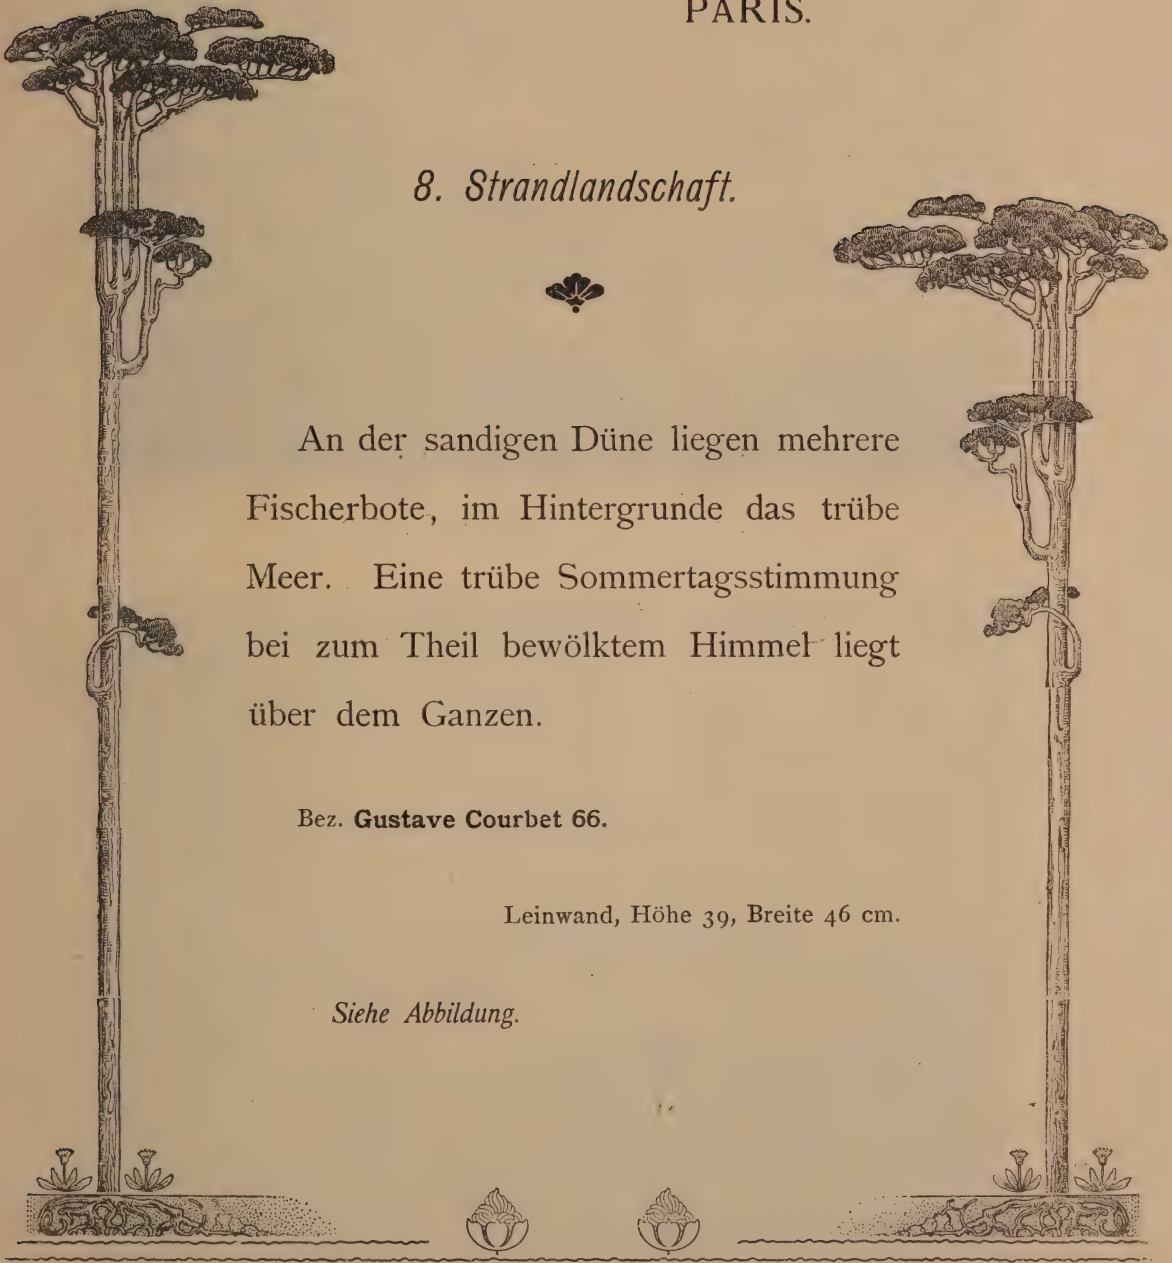 PARIS.
8. Strandlandschaft.
An der sandigen Düne liegen mehrere
Fischerbote, im Hintergrunde das trübe
Meer. Eine trübe Sommertagsstimmung
bei zum Theil bewölktem Himmel liegt
über dem Ganzen.
Bez. Gustave Courbet 66.
Leinwand, Höhe 39, Breite 46 cm.
Siehe Abbildung.